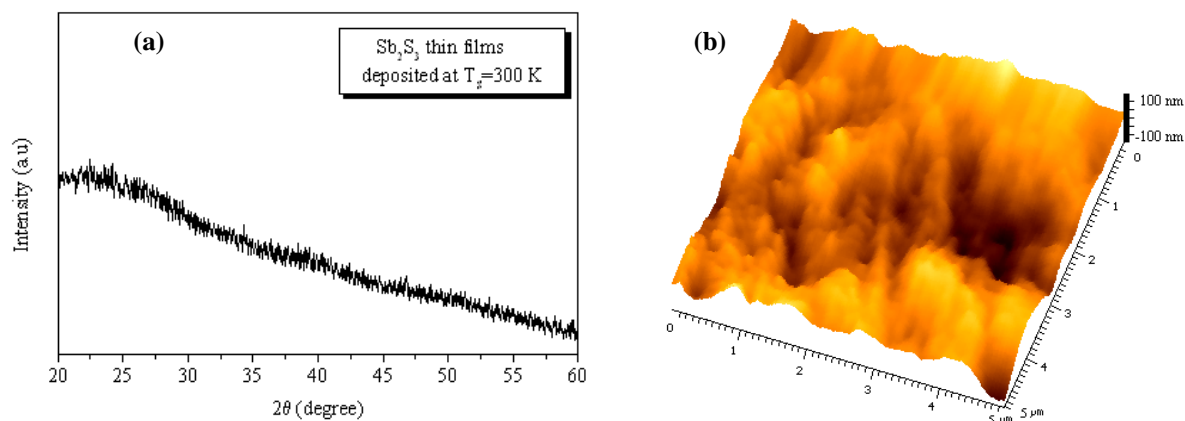 (a)
Sb₂S₃ thin films
deposited at Tₛ=300 K
Intensity (a.u)
20 25 30 35 40 45 50 55 60
2θ (degree)
(b)
100 nm
-100 nm
0
1
2
3
4
5 μm
0
1
2
3
4
5 μm